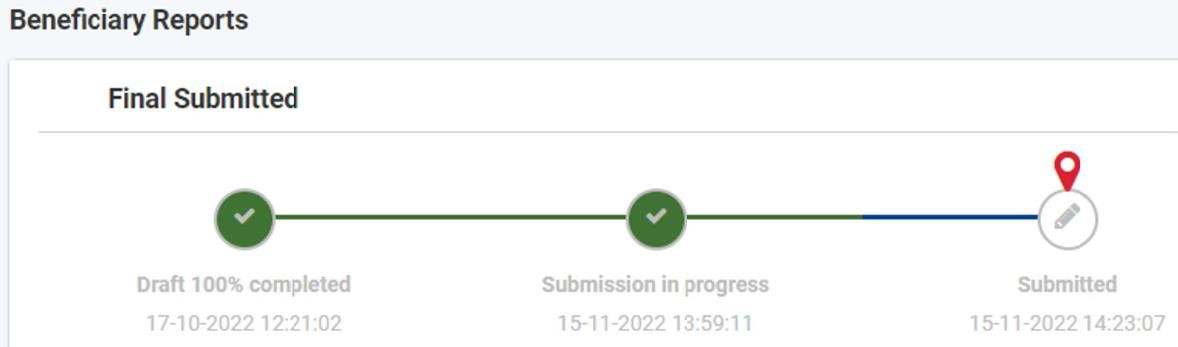 Beneficiary Reports
Final Submitted
Draft 100% completed
17-10-2022 12:21:02
Submission in progress
15-11-2022 13:59:11
Submitted
15-11-2022 14:23:07